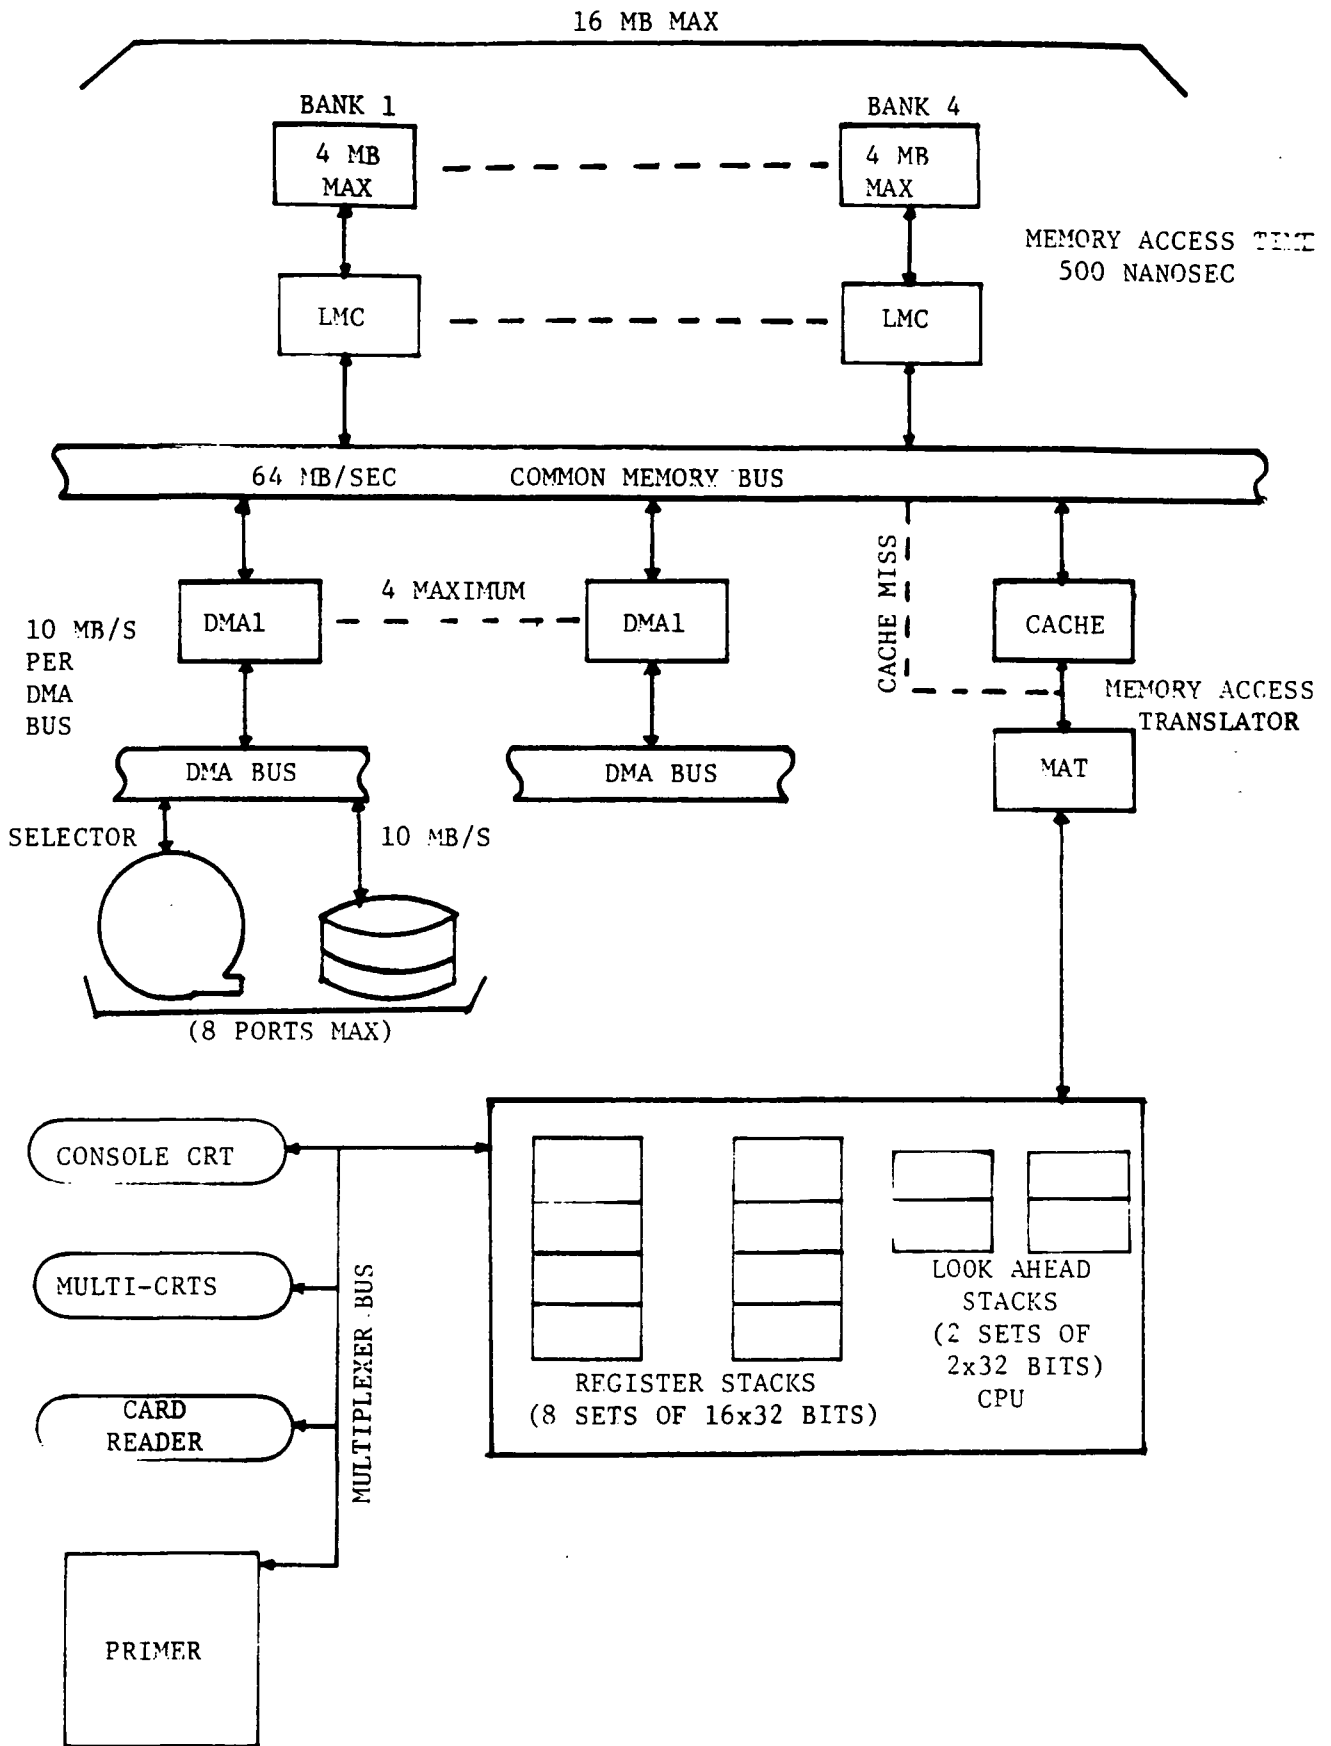 16 MB MAX
BANK 1
BANK 4
4 MB
MAX
4 MB
MAX
MEMORY ACCESS TIME
500 NANOSEC
LMC
LMC
64 MB/SEC
COMMON MEMORY BUS
CACHE MISS
4 MAXIMUM
DMA1
DMA1
CACHE
10 MB/S
PER
DMA
BUS
MEMORY ACCESS
TRANSLATOR
DMA BUS
DMA BUS
MAT
SELECTOR
10 MB/S
(8 PORTS MAX)
CONSOLE CRT
MULTI-CRTS
CARD
READER
PRIMER
MULTIPLEXER BUS
LOOK AHEAD
STACKS
(2 SETS OF
2x32 BITS)
CPU
REGISTER STACKS
(8 SETS OF 16x32 BITS)